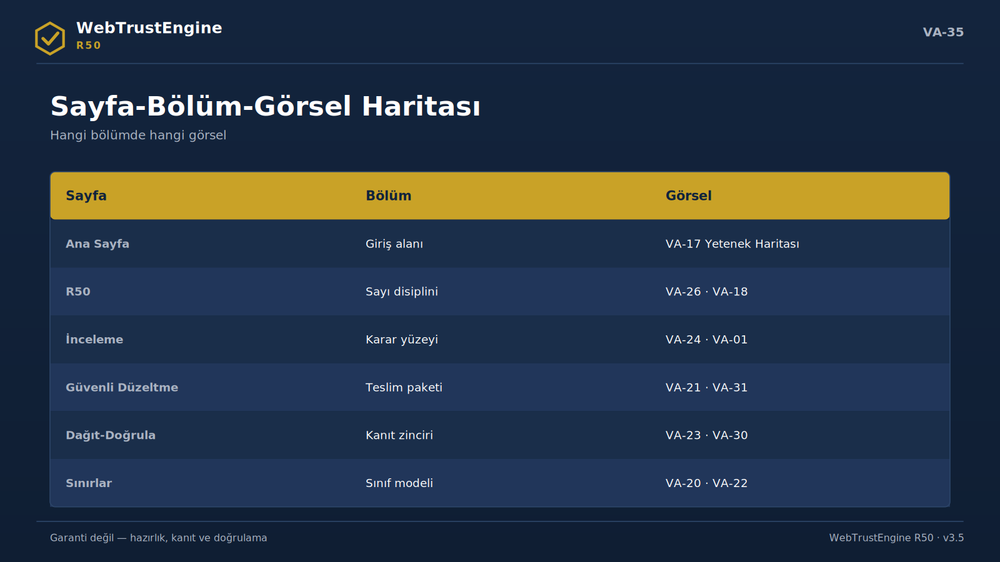 WebTrustEngine
R50
VA-35
Sayfa-Bölüm-Görsel Haritası
Hangi bölümde hangi görsel
Sayfa Bölüm Görsel
Ana Sayfa Giriş alanı VA-17 Yetenek Haritası
R50 Sayı disiplini VA-26 · VA-18
İnceleme Karar yüzeyi VA-24 · VA-01
Güvenli Düzeltme Teslim paketi VA-21 · VA-31
Dağıt-Doğrula Kanıt zinciri VA-23 · VA-30
Sınırlar Sınıf modeli VA-20 · VA-22
Garanti değil — hazırlık, kanıt ve doğrulama
WebTrustEngine R50 · v3.5